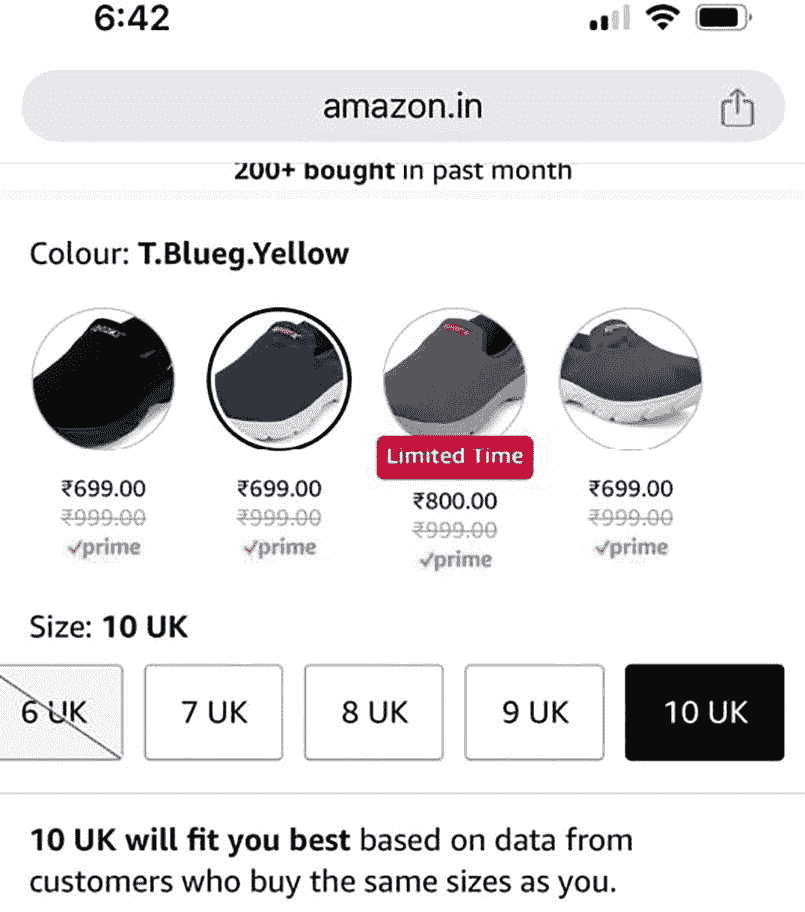 6:42
amazon.in
200+ bought in past month
Colour: T.Blueg.Yellow
Limited Time
₹699.00 ₹699.00 ₹800.00 ₹699.00
₹999.00 ₹999.00 ₹999.00 ₹999.00
prime prime prime prime
Size: 10 UK
6 UK 7 UK 8 UK 9 UK 10 UK
10 UK will fit you best based on data from
customers who buy the same sizes as you.